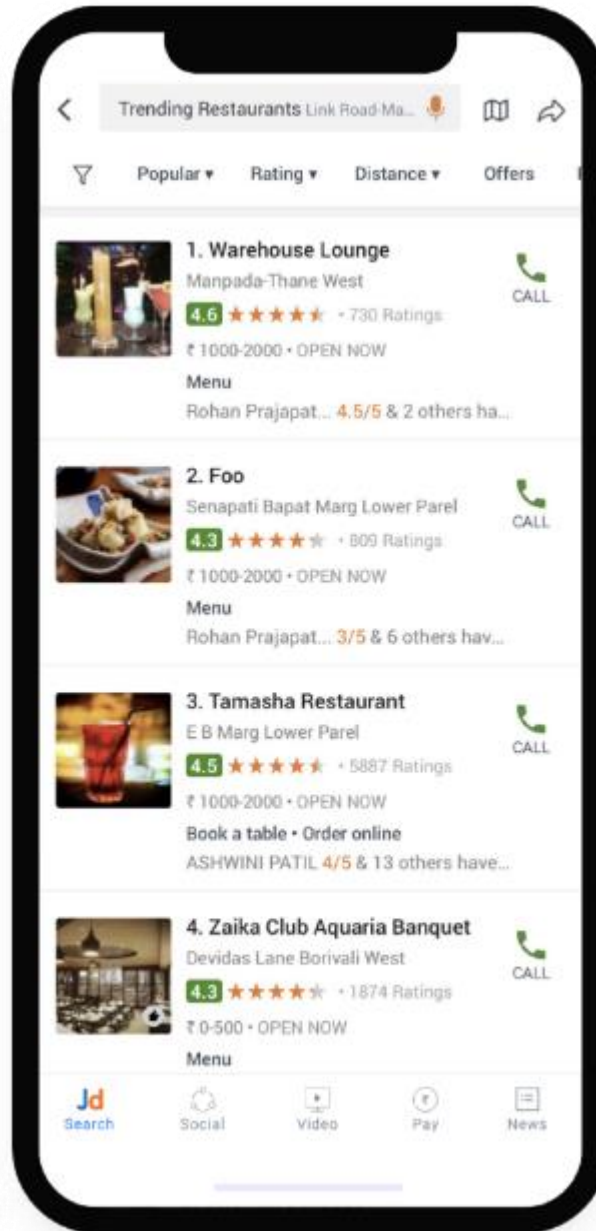 Trending Restaurants Link Road-Ma...
Popular ▾ Rating ▾ Distance ▾ Offers
1. Warehouse Lounge
Manpada-Thane West
4.6 ★★★★★ • 730 Ratings
₹ 1000-2000 • OPEN NOW
Menu
Rohan Prajapat... 4.5/5 & 2 others ha...
CALL
2. Foo
Senapati Bapat Marg Lower Parel
4.3 ★★★★★ • 809 Ratings
₹ 1000-2000 • OPEN NOW
Menu
Rohan Prajapat... 3/5 & 6 others hav...
CALL
3. Tamasha Restaurant
E B Marg Lower Parel
4.5 ★★★★★ • 5887 Ratings
₹ 1000-2000 • OPEN NOW
Book a table • Order online
ASHWINI PATIL 4/5 & 13 others have...
CALL
4. Zaika Club Aquaria Banquet
Devidas Lane Borivali West
4.3 ★★★★★ • 1874 Ratings
₹ 0-500 • OPEN NOW
Menu
CALL
Jd
Search Social Video Pay News